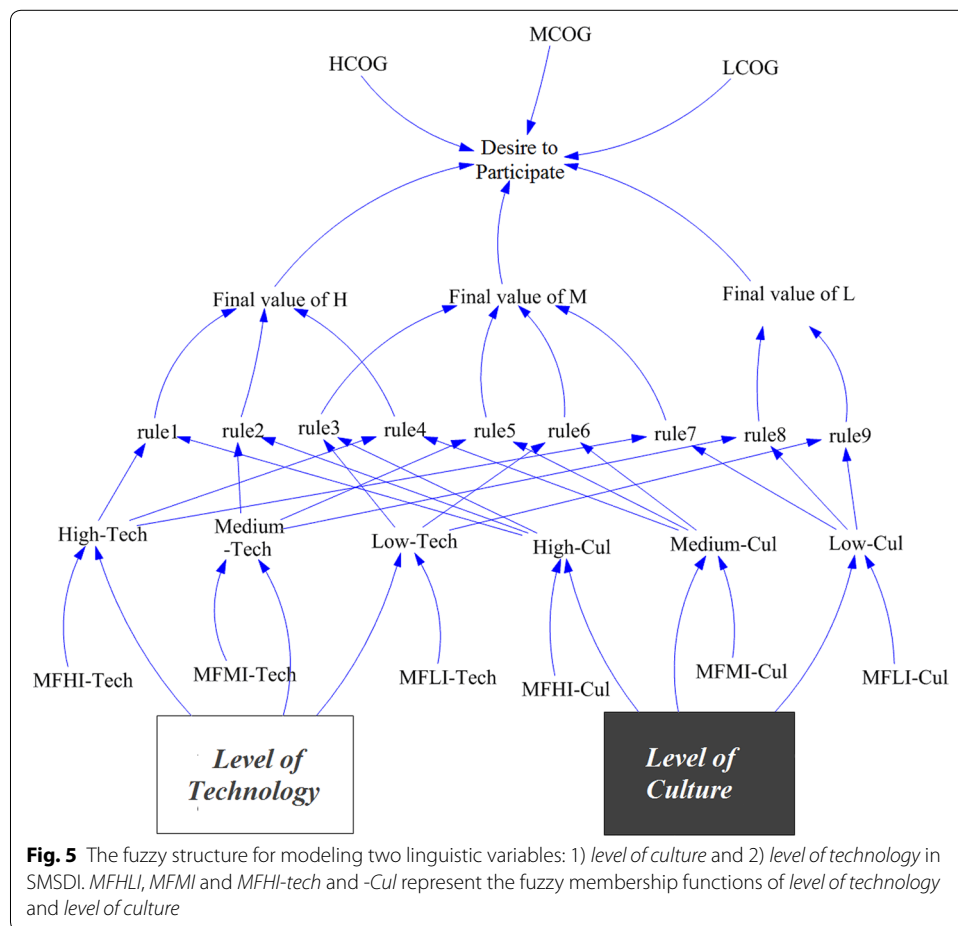 MCOG
HCOG
LCOG
Desire to
Participate
Final value of H
Final value of M
Final value of L
rule1
rule2
rule3
rule4
rule5
rule6
rule7
rule8
rule9
High-Tech
Medium
-Tech
Low-Tech
High-Cul
Medium-Cul
Low-Cul
MFHI-Tech
MFMI-Tech
MFLI-Tech
MFHI-Cul
MFMI-Cul
MFLI-Cul
Level of
Technology
Level of
Culture
Fig. 5 The fuzzy structure for modeling two linguistic variables: 1) level of culture and 2) level of technology in
SMSDI. MFHLI, MFMI and MFHI-tech and -Cul represent the fuzzy membership functions of level of technology
and level of culture